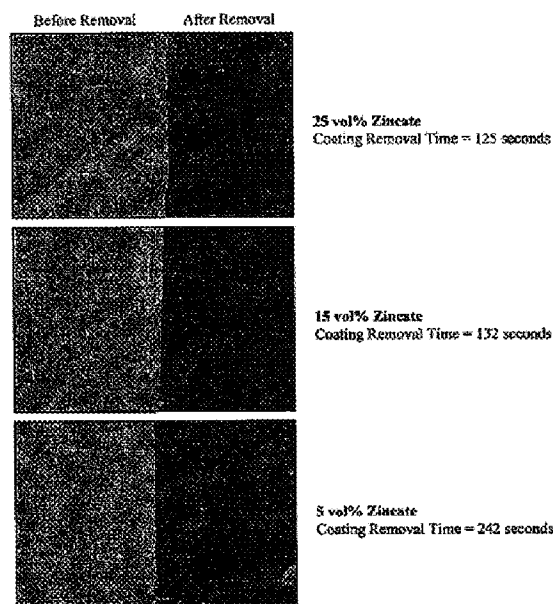 Before Removal After Removal
25 vol% Zincate
Coating Removal Time = 125 seconds
15 vol% Zincate
Coating Removal Time = 132 seconds
5 vol% Zincate
Coating Removal Time = 242 seconds